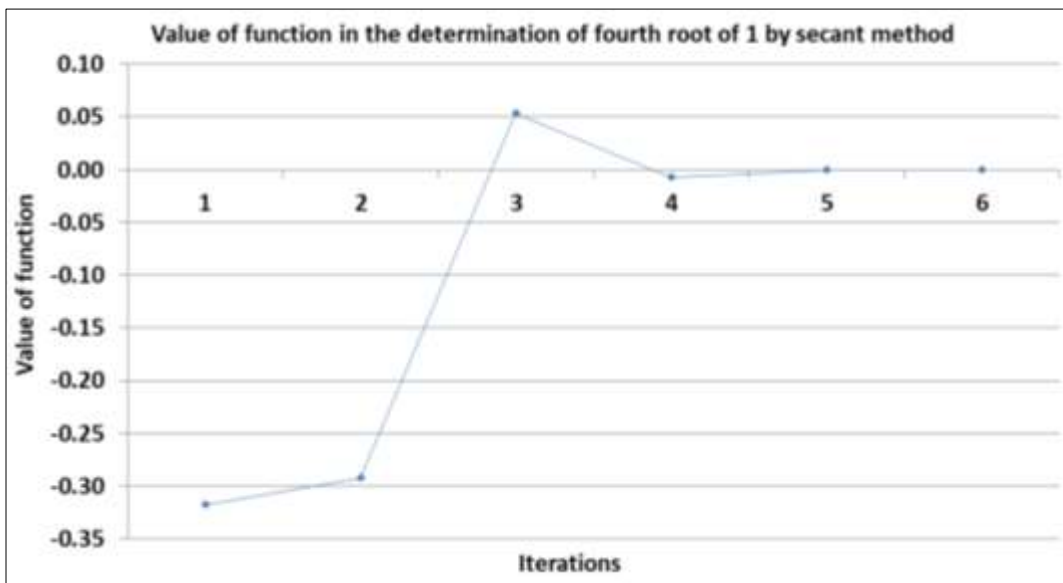 Value of function in the determination of fourth root of 1 by secant method
0.10
0.05
0.00
-0.05
-0.10
-0.15
-0.20
-0.25
-0.30
-0.35
Value of function
1 2 3 4 5 6
Iterations